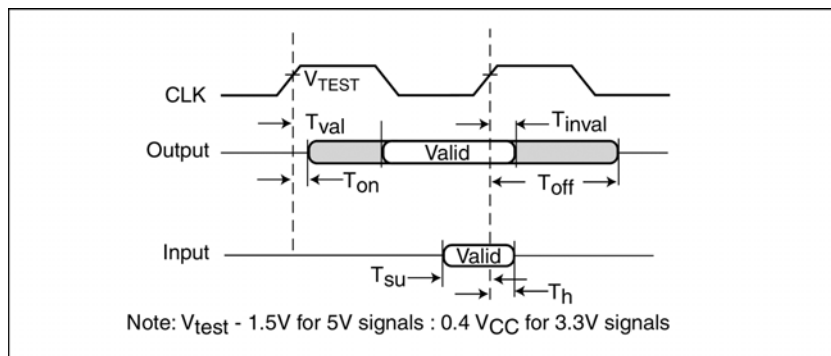 VTEST
CLK
Tval
Tinval
Output
Valid
Ton
Toff
Input
Valid
Tsu
Th
Note: Vtest - 1.5V for 5V signals : 0.4 VCC for 3.3V signals